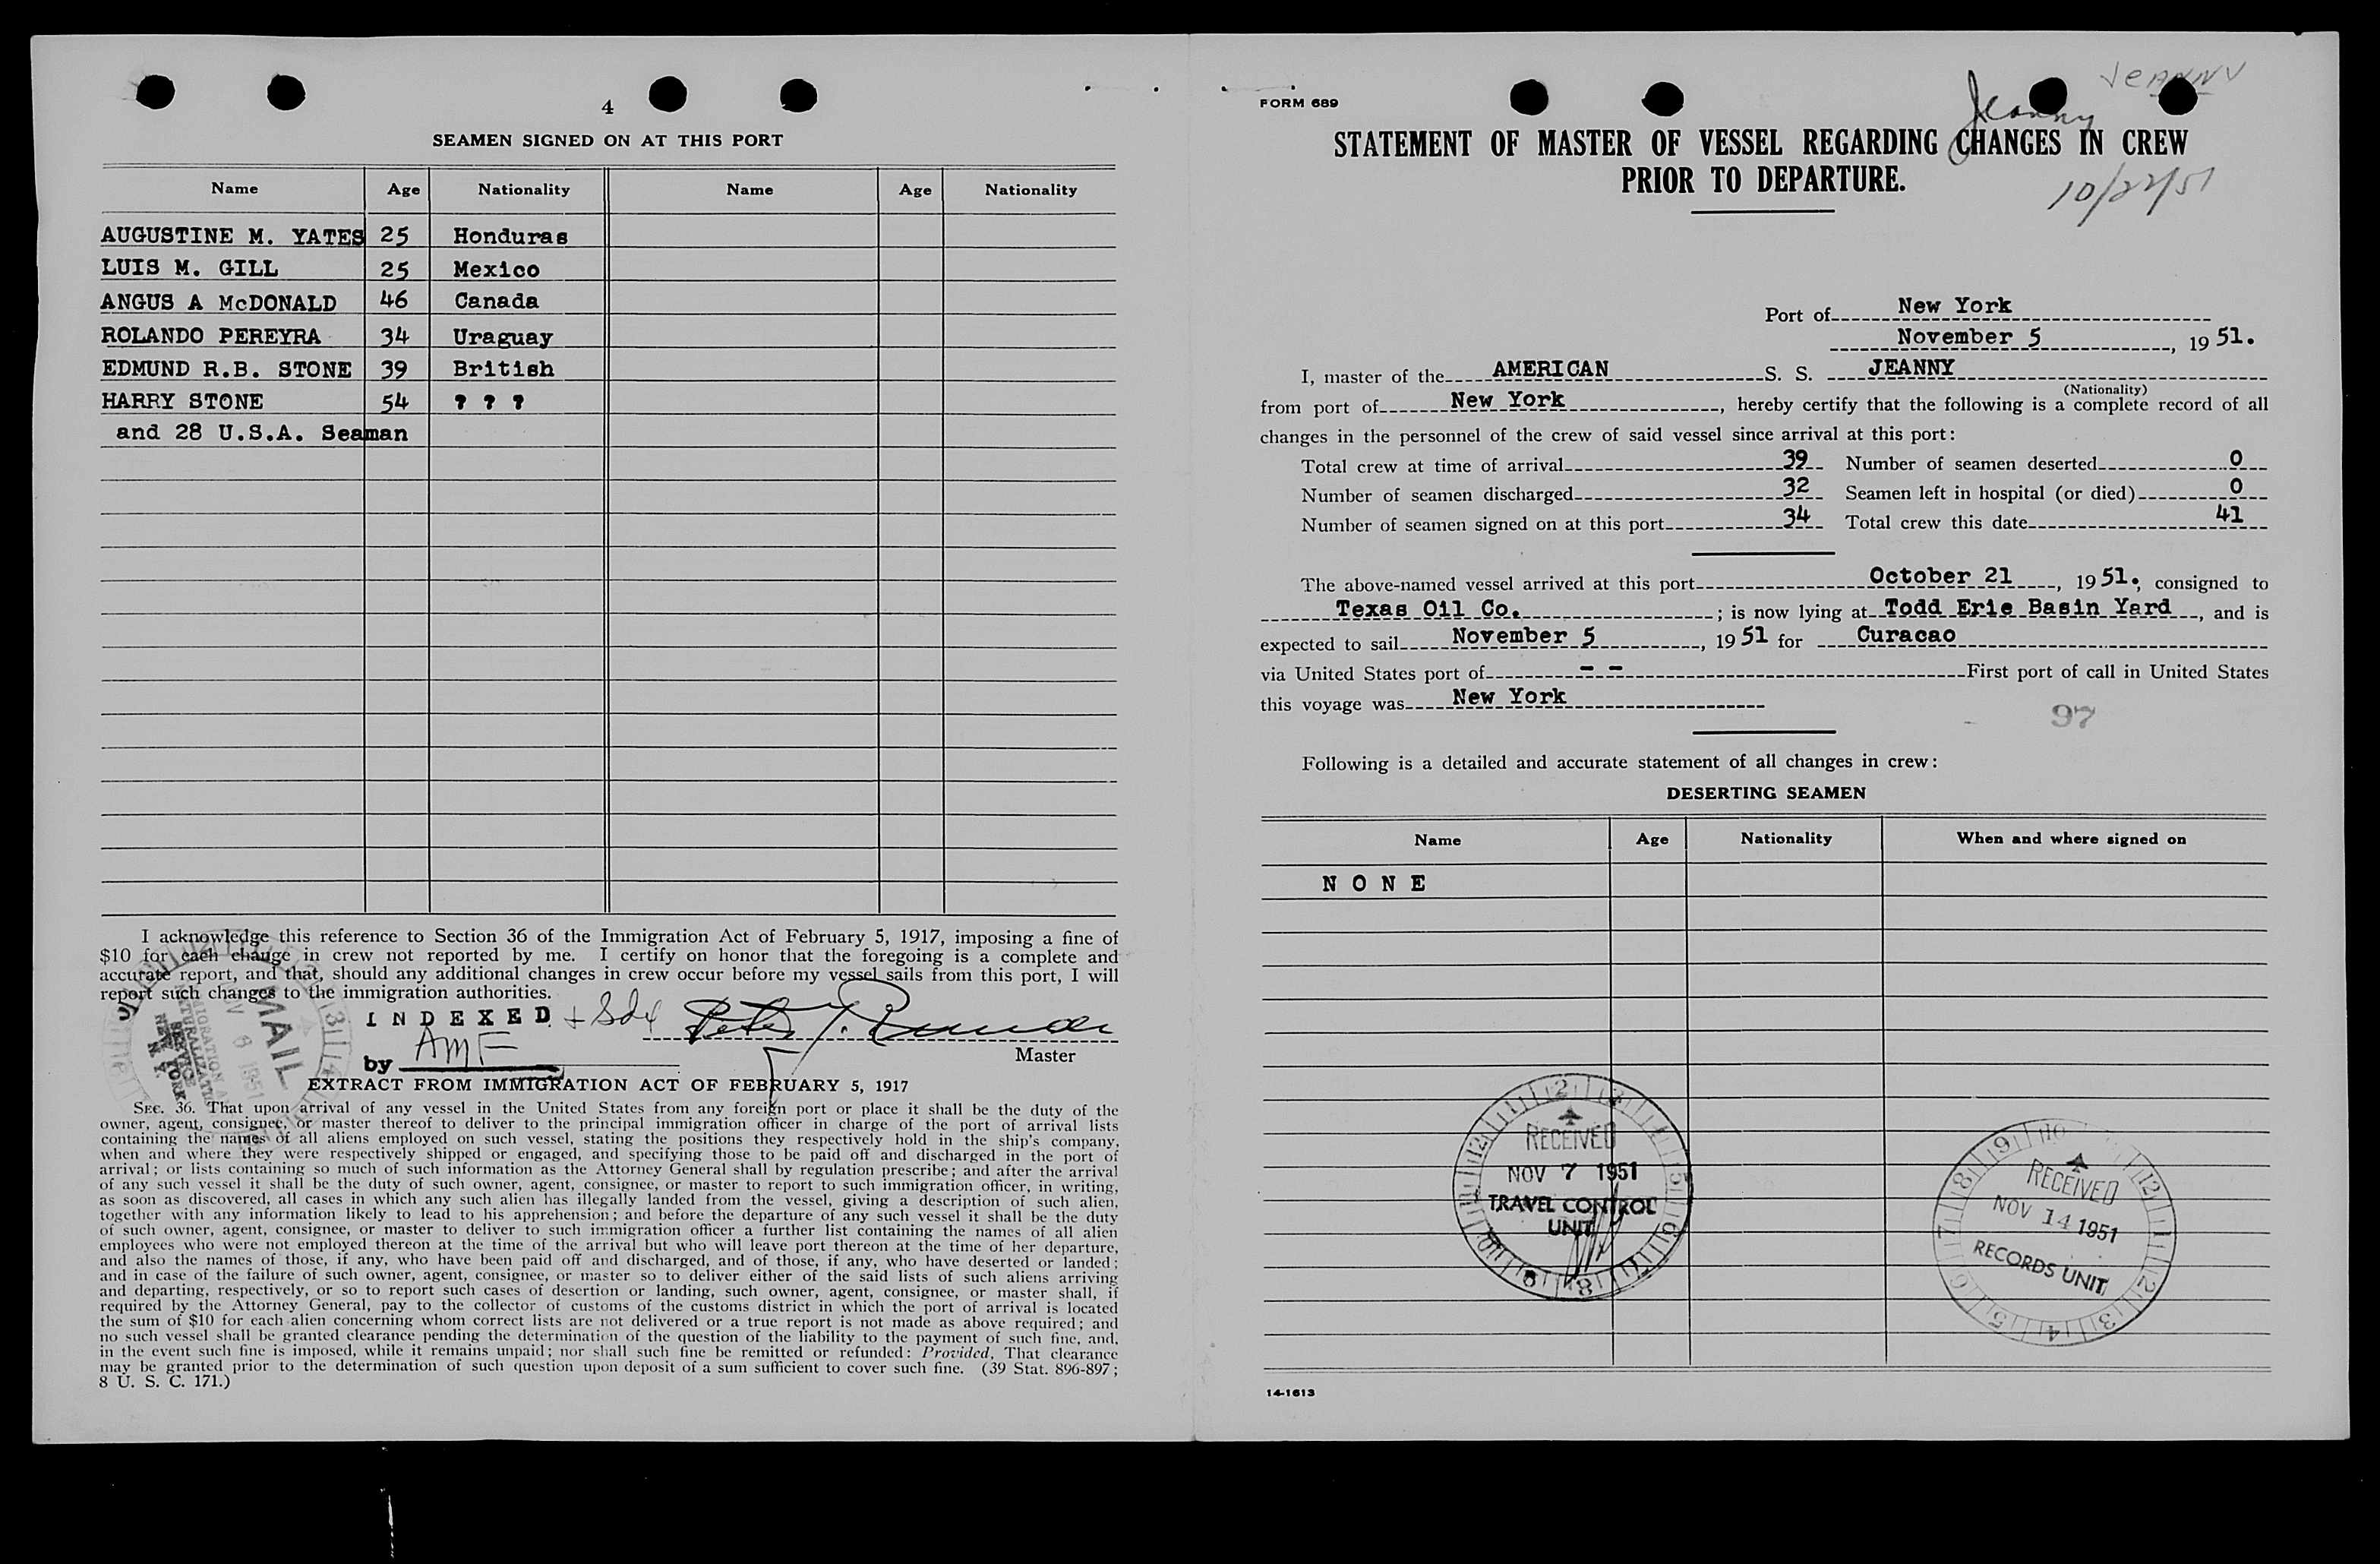 4
SEAMEN SIGNED ON AT THIS PORT
Name Age Nationality Name Age Nationality
AUGUSTINE M. YATES 25 Honduras
LUIS M. GILL 25 Mexico
ANGUS A McDONALD 46 Canada
ROLANDO PEREYRA 34 Uraguay
EDMUND R.B. STONE 39 British
HARRY STONE 54 ? ? ?
and 28 U.S.A. Seaman
I acknowledge this reference to Section 36 of the Immigration Act of February 5, 1917, imposing a fine of
$10 for each change in crew not reported by me. I certify on honor that the foregoing is a complete and
accurate report, and that, should any additional changes in crew occur before my vessel sails from this port, I will
report such changes to the immigration authorities.
INDEXED
by AMF
Master
MAIL
NOV 6 1951
IMMIGRATION AND
NATURALIZATION
SERVICE
NEW YORK
N. Y.
EXTRACT FROM IMMIGRATION ACT OF FEBRUARY 5, 1917
SEC. 36. That upon arrival of any vessel in the United States from any foreign port or place it shall be the duty of the
owner, agent, consignee, or master thereof to deliver to the principal immigration officer in charge of the port of arrival lists
containing the names of all aliens employed on such vessel, stating the positions they respectively hold in the ship's company,
when and where they were respectively shipped or engaged, and specifying those to be paid off and discharged in the port of
arrival; or lists containing so much of such information as the Attorney General shall by regulation prescribe; and after the arrival
of any such vessel it shall be the duty of such owner, agent, consignee, or master to report to such immigration officer, in writing,
as soon as discovered, all cases in which any such alien has illegally landed from the vessel, giving a description of such alien,
together with any information likely to lead to his apprehension; and before the departure of any such vessel it shall be the duty
of such owner, agent, consignee, or master to deliver to such immigration officer a further list containing the names of all alien
employees who were not employed thereon at the time of the arrival but who will leave port thereon at the time of her departure,
and also the names of those, if any, who have been paid off and discharged, and of those, if any, who have deserted or landed;
and in case of the failure of such owner, agent, consignee, or master so to deliver either of the said lists of such aliens arriving
and departing, respectively, or so to report such cases of desertion or landing, such owner, agent, consignee, or master shall, if
required by the Attorney General, pay to the collector of customs of the customs district in which the port of arrival is located
the sum of $10 for each alien concerning whom correct lists are not delivered or a true report is not made as above required; and
no such vessel shall be granted clearance pending the determination of the question of the liability to the payment of such fine, and,
in the event such fine is imposed, while it remains unpaid; nor shall such fine be remitted or refunded: Provided, That clearance
may be granted prior to the determination of such question upon deposit of a sum sufficient to cover such fine. (39 Stat. 896-897;
8 U. S. C. 171.)
FORM 689
JEANNY
Jeanny
STATEMENT OF MASTER OF VESSEL REGARDING CHANGES IN CREW
PRIOR TO DEPARTURE.
10/22/51
Port of New York
November 5, 1951.
I, master of the AMERICAN S. S. JEANNY
(Nationality)
from port of New York, hereby certify that the following is a complete record of all
changes in the personnel of the crew of said vessel since arrival at this port:
Total crew at time of arrival 39 Number of seamen deserted 0
Number of seamen discharged 32 Seamen left in hospital (or died) 0
Number of seamen signed on at this port 34 Total crew this date 41
The above-named vessel arrived at this port October 21, 1951, consigned to
Texas Oil Co.; is now lying at Todd Erie Basin Yard, and is
expected to sail November 5, 1951 for Curacao
via United States port of - - First port of call in United States
this voyage was New York
97
Following is a detailed and accurate statement of all changes in crew:
DESERTING SEAMEN
Name Age Nationality When and where signed on
N O N E
RECEIVED
NOV 7 1951
TRAVEL CONTROL
UNIT
RECEIVED
NOV 14 1951
RECORDS UNIT
14-1613